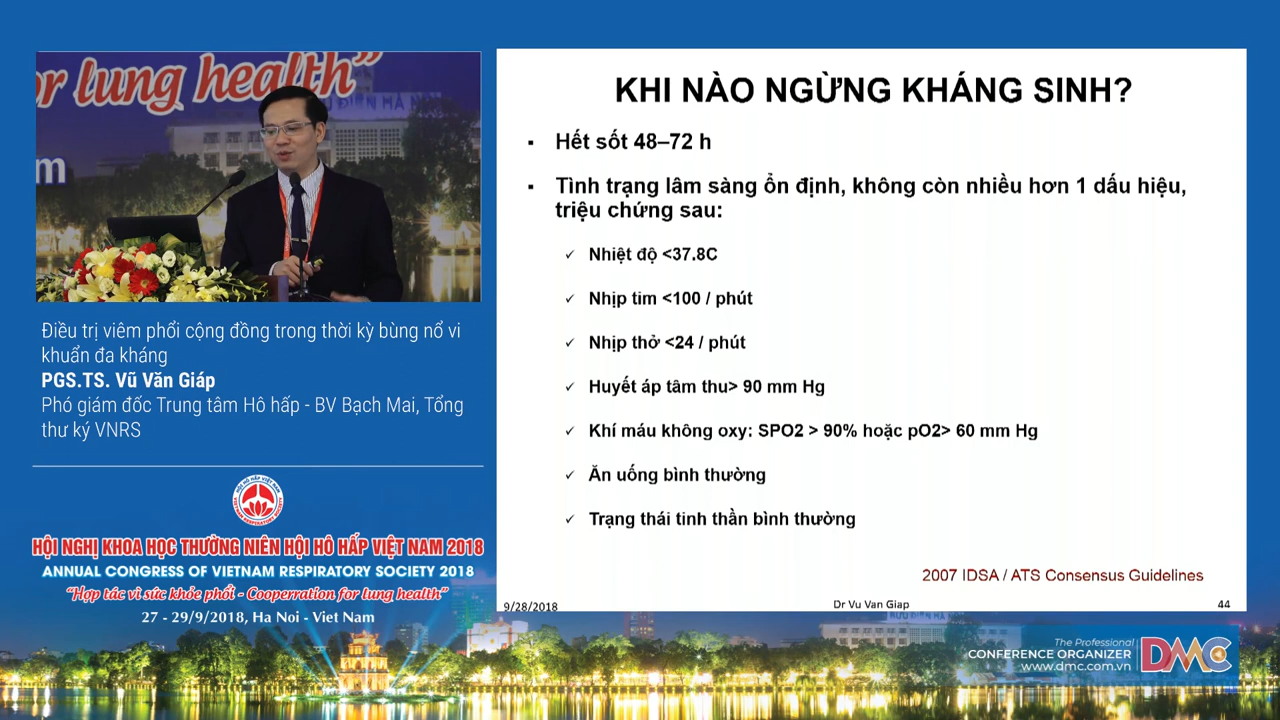 or lung health”
m
Điều trị viêm phổi cộng đồng trong thời kỳ bùng nổ vi
khuẩn đa kháng
PGS.TS. Vũ Văn Giáp
Phó giám đốc Trung tâm Hô hấp - BV Bạch Mai, Tổng
thư ký VNRS
HỘI NGHỊ KHOA HỌC THƯỜNG NIÊN HỘI HÔ HẤP VIỆT NAM 2018
ANNUAL CONGRESS OF VIETNAM RESPIRATORY SOCIETY 2018
“Hợp tác vì sức khỏe phổi - Cooperration for lung health”
27 - 29/9/2018, Ha Noi - Viet Nam
KHI NÀO NGỪNG KHÁNG SINH?
▪ Hết sốt 48–72 h
▪ Tình trạng lâm sàng ổn định, không còn nhiều hơn 1 dấu hiệu,
triệu chứng sau:
✓ Nhiệt độ <37.8C
✓ Nhịp tim <100 / phút
✓ Nhịp thở <24 / phút
✓ Huyết áp tâm thu> 90 mm Hg
✓ Khí máu không oxy: SPO2 > 90% hoặc pO2> 60 mm Hg
✓ Ăn uống bình thường
✓ Trạng thái tinh thần bình thường
2007 IDSA / ATS Consensus Guidelines
9/28/2018 Dr Vu Van Giap 44
The Professional
CONFERENCE ORGANIZER
www.dmc.com.vn
DMC